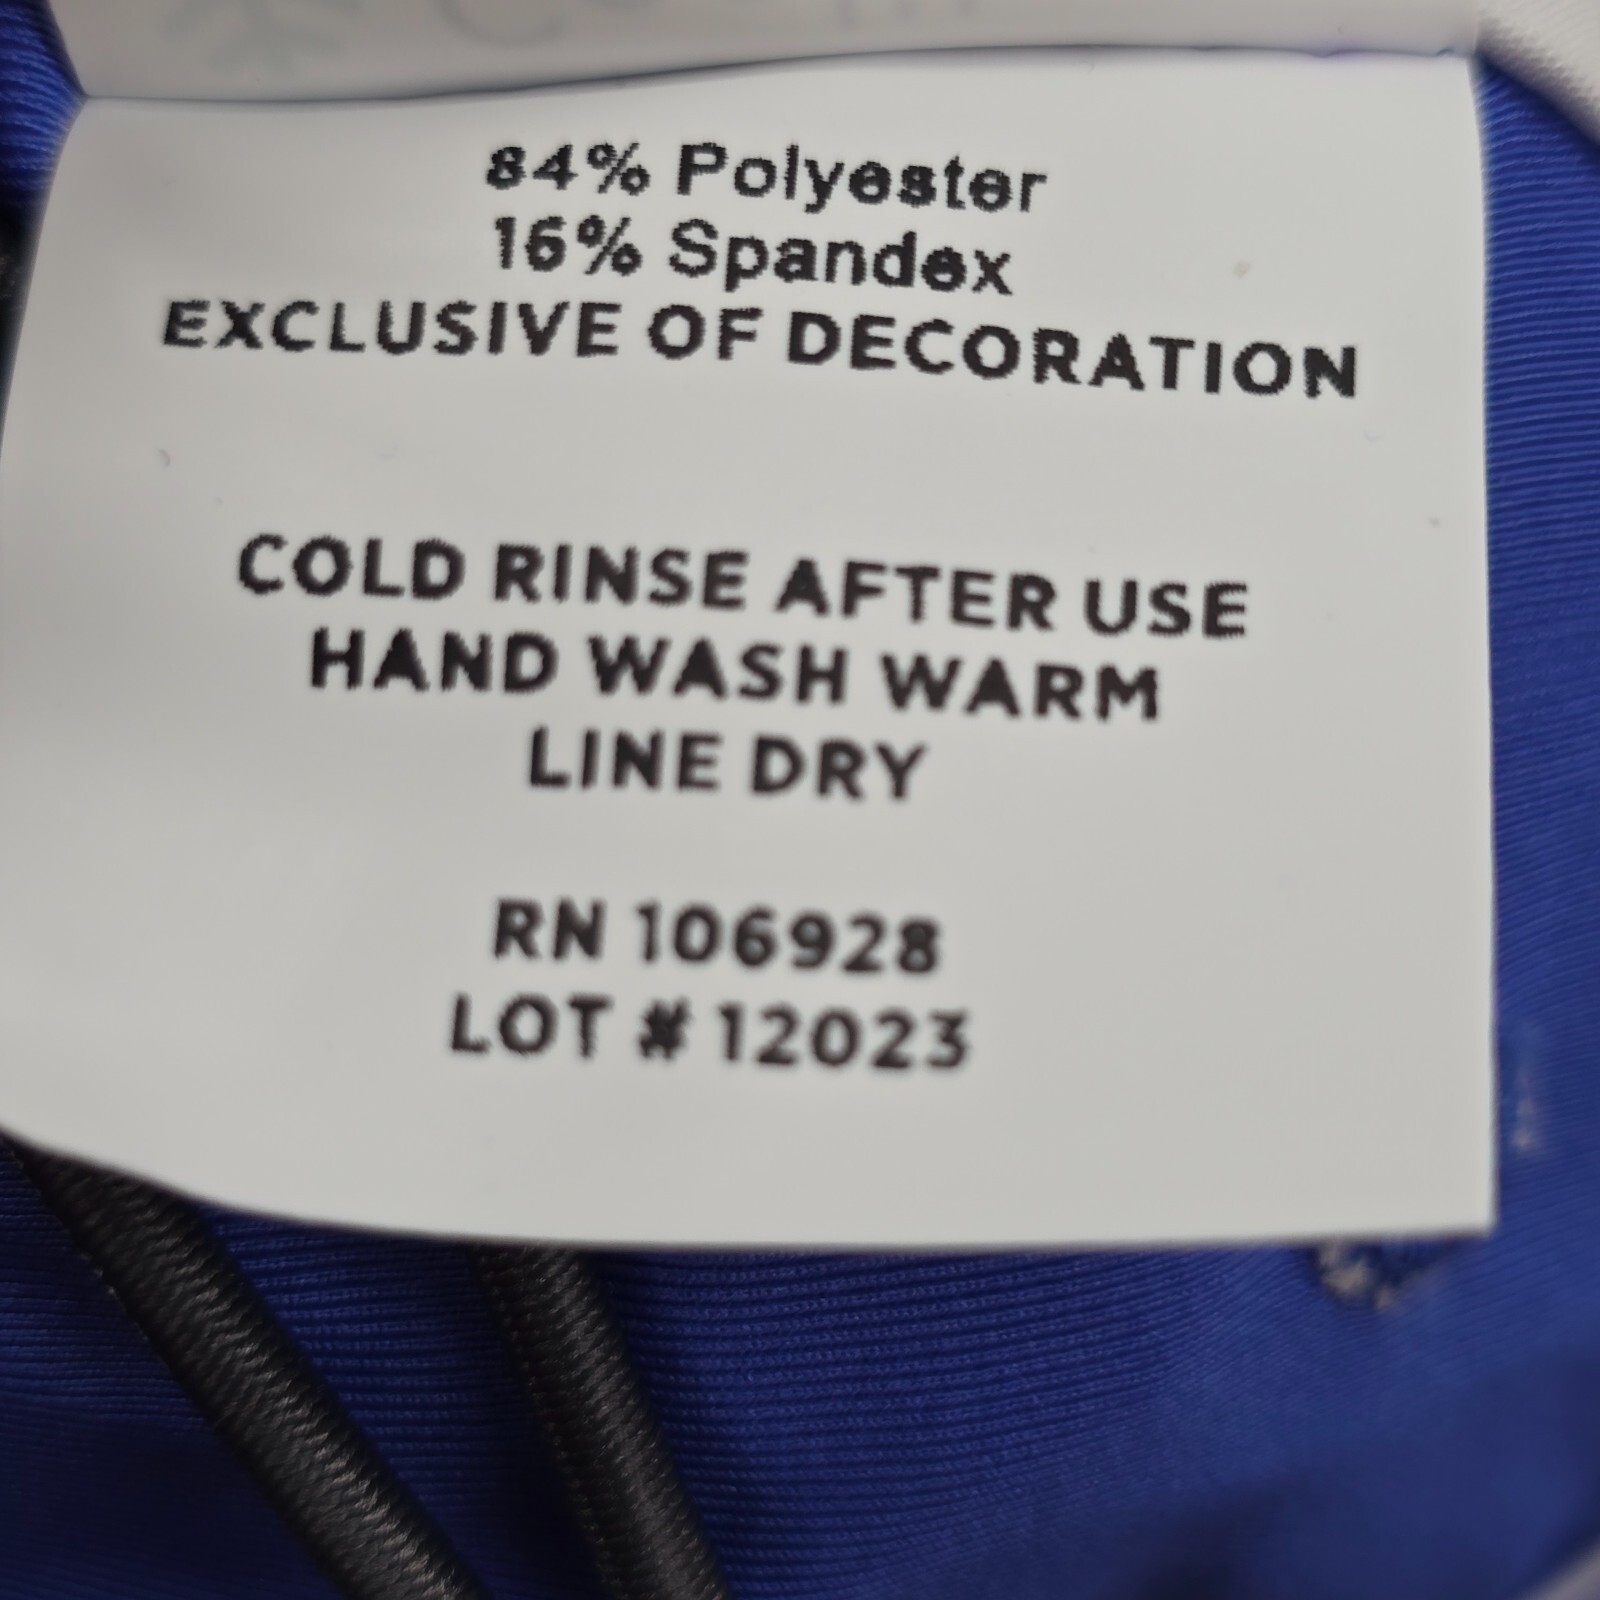 84% Polyester
16% Spandex
EXCLUSIVE OF DECORATION
COLD RINSE AFTER USE
HAND WASH WARM
LINE DRY
RN 106928
LOT # 12023